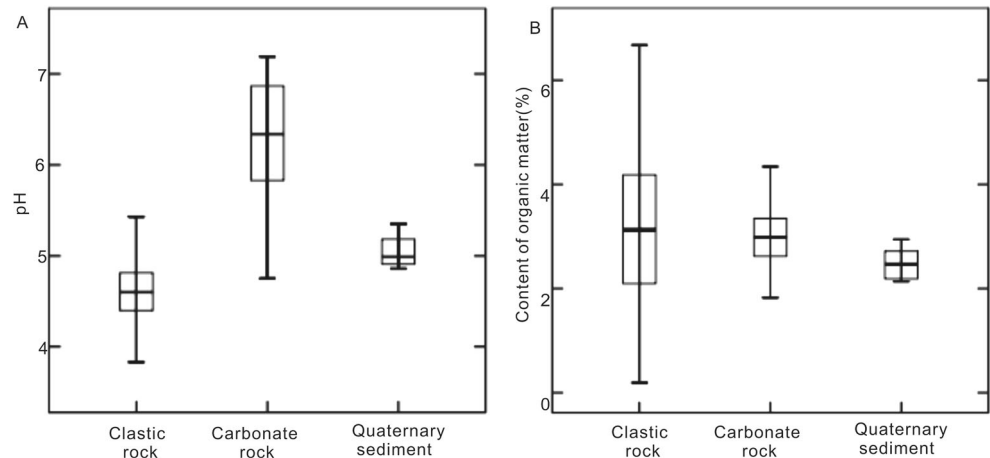 A
pH
7
6
5
4
Clastic
rock
Carbonate
rock
Quaternary
sediment
B
Content of organic matter(%)
6
4
2
0
Clastic
rock
Carbonate
rock
Quaternary
sediment